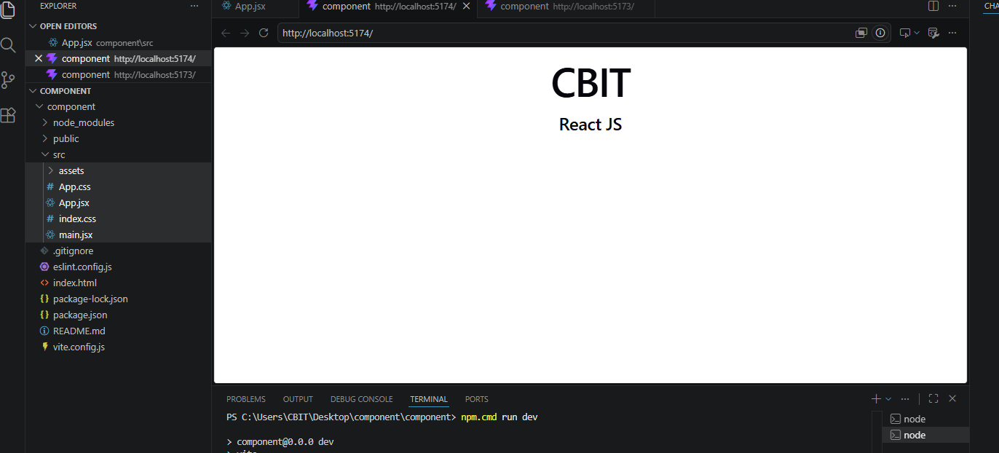 EXPLORER
OPEN EDITORS
App.jsx component\src
component http://localhost:5174/
component http://localhost:5173/
COMPONENT
component
node_modules
public
src
assets
App.css
App.jsx
index.css
main.jsx
.gitignore
eslint.config.js
index.html
package-lock.json
package.json
README.md
vite.config.js
App.jsx
component http://localhost:5174/
component http://localhost:5173/
http://localhost:5174/
CBIT
React JS
PROBLEMS OUTPUT DEBUG CONSOLE TERMINAL PORTS
PS C:\Users\CBIT\Desktop\component\component> npm.cmd run dev
> component@0.0.0 dev
> vite
node
node
CHA